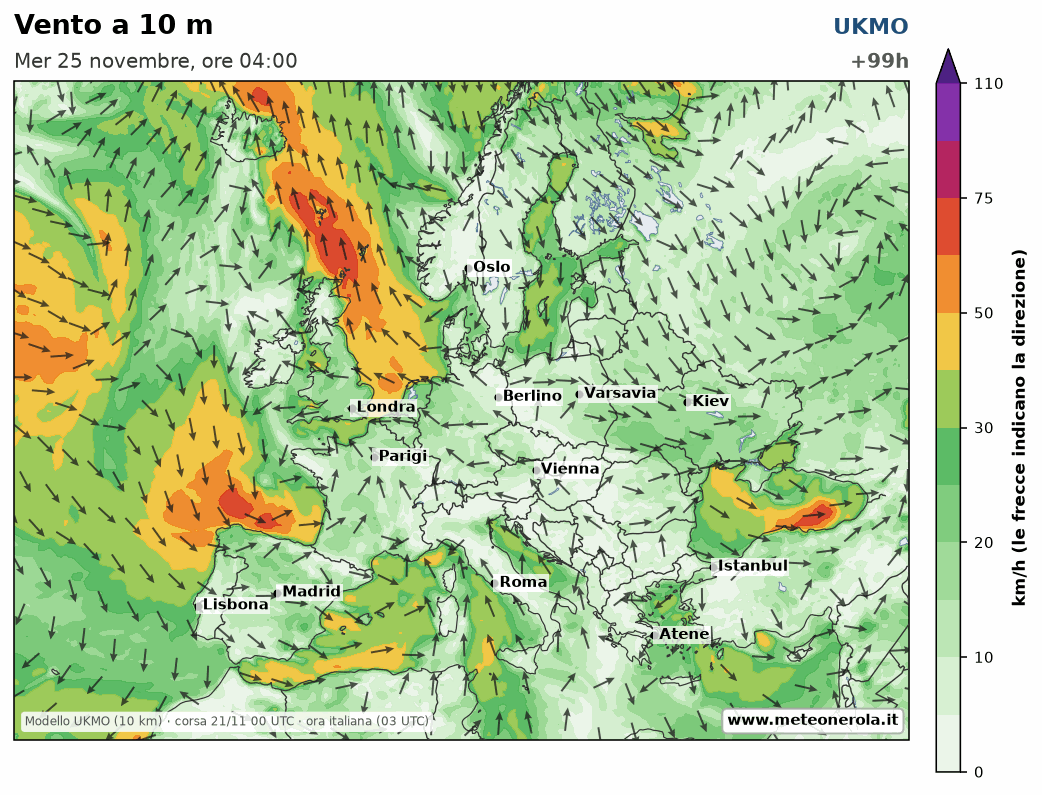 Vento a 10 m
UKMO
Mer 25 novembre, ore 04:00
+99h
110
75
50
30
20
10
0
km/h (le frecce indicano la direzione)
Oslo
Berlino
Varsavia
Kiev
Londra
Parigi
Vienna
Istanbul
Roma
Madrid
Lisbona
Atene
Modello UKMO (10 km) · corsa 21/11 00 UTC · ora italiana (03 UTC)
www.meteonerola.it